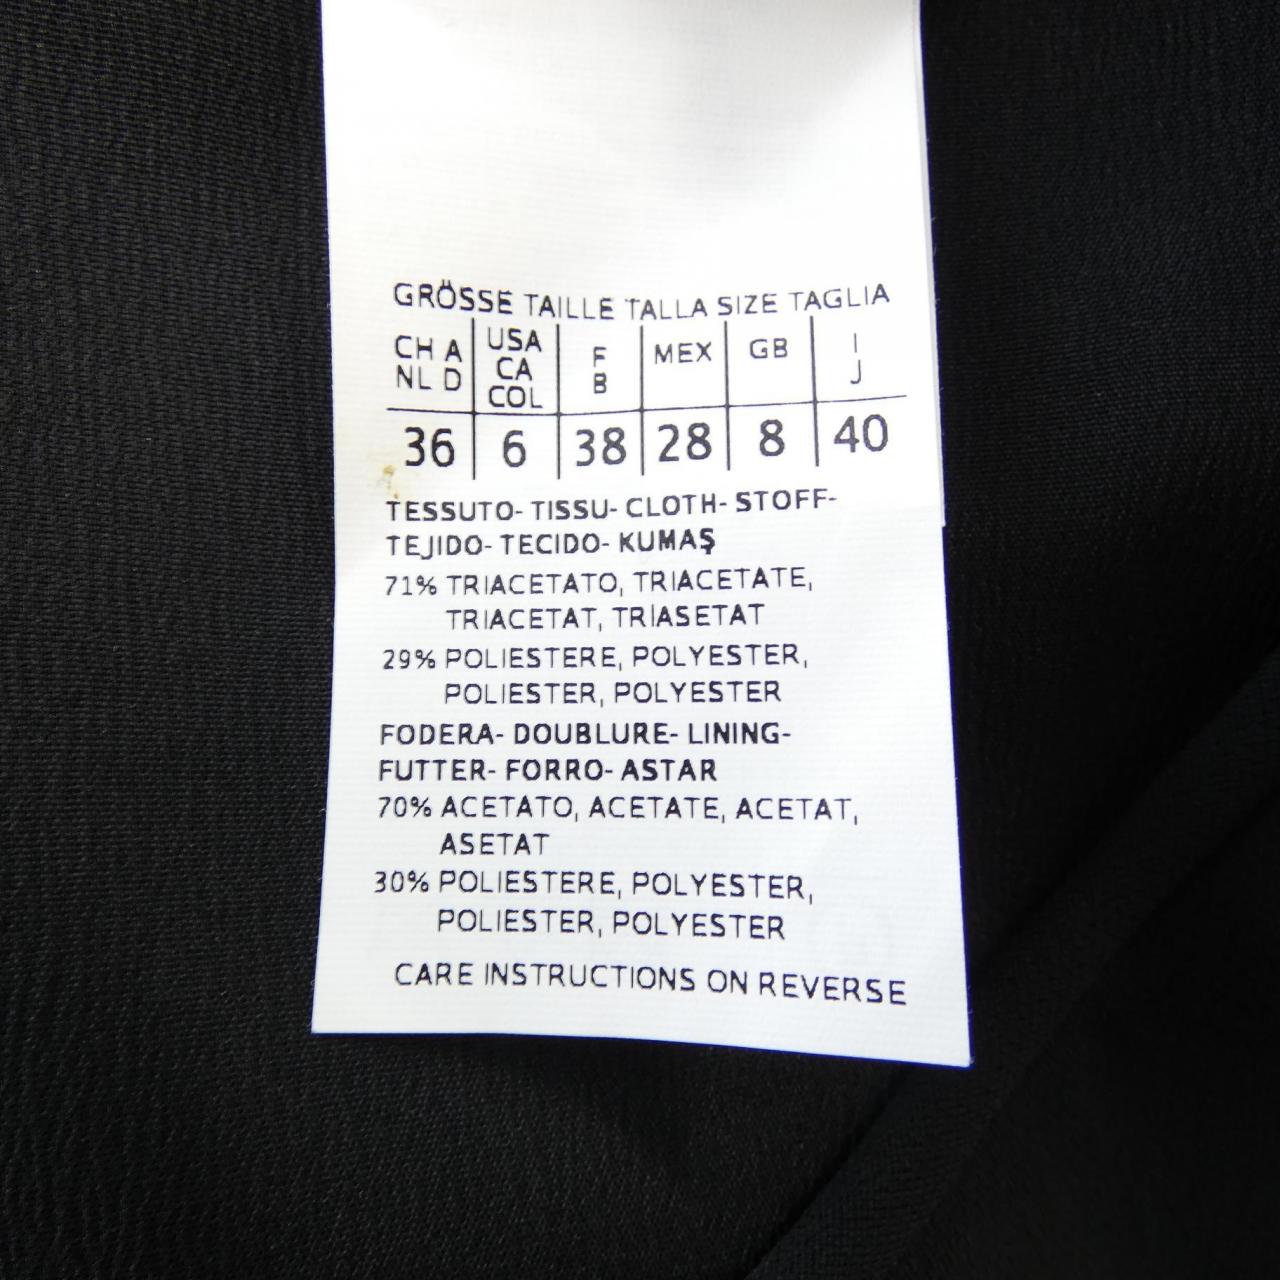 GRÖSSE TAILLE TALLA SIZE TAGLIA
CH A NL D | USA CA COL | F B | MEX | GB | I J
36 | 6 | 38 | 28 | 8 | 40
TESSUTO- TISSU- CLOTH- STOFF-
TEJIDO- TECIDO- KUMAŞ
71% TRIACETATO, TRIACETATE,
TRIACETAT, TRIASETAT
29% POLIESTERE, POLYESTER,
POLIESTER, POLYESTER
FODERA- DOUBLURE- LINING-
FUTTER- FORRO- ASTAR
70% ACETATO, ACETATE, ACETAT,
ASETAT
30% POLIESTERE, POLYESTER,
POLIESTER, POLYESTER
CARE INSTRUCTIONS ON REVERSE